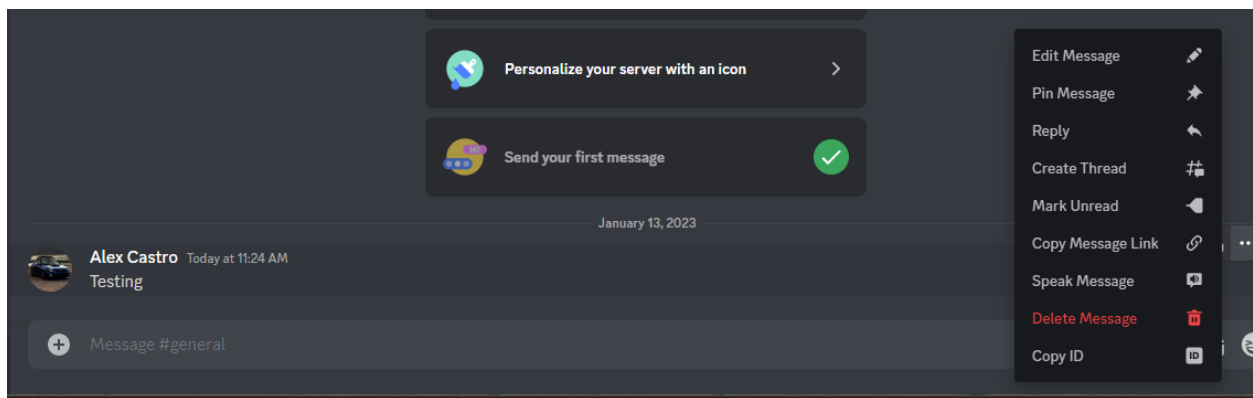 Personalize your server with an icon
HI!
Send your first message
January 13, 2023
Alex Castro Today at 11:24 AM
Testing
Message #general
Edit Message
Pin Message
Reply
Create Thread
Mark Unread
Copy Message Link
Speak Message
Delete Message
Copy ID
ID